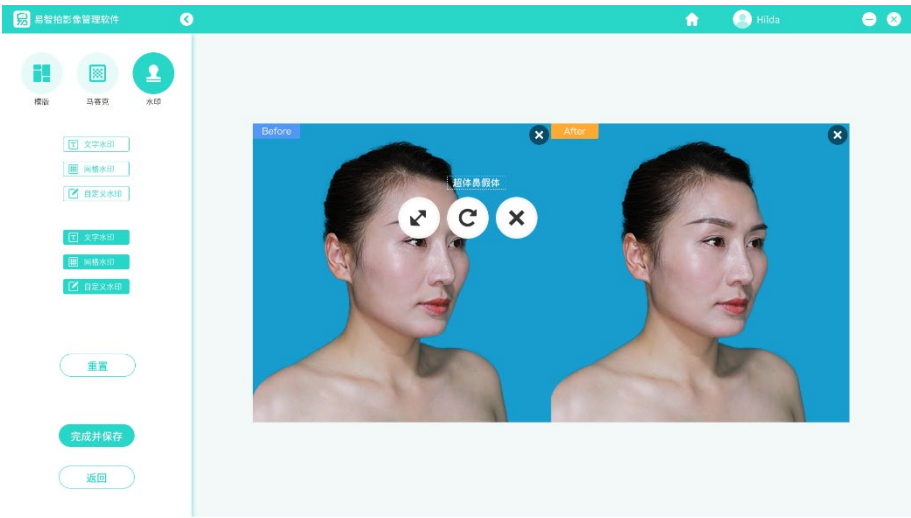 易 易智拍影像管理软件
Hilda
模版
马赛克
水印
文字水印
网格水印
自定义水印
文字水印
网格水印
自定义水印
重置
完成并保存
返回
Before
After
超体鼻假体